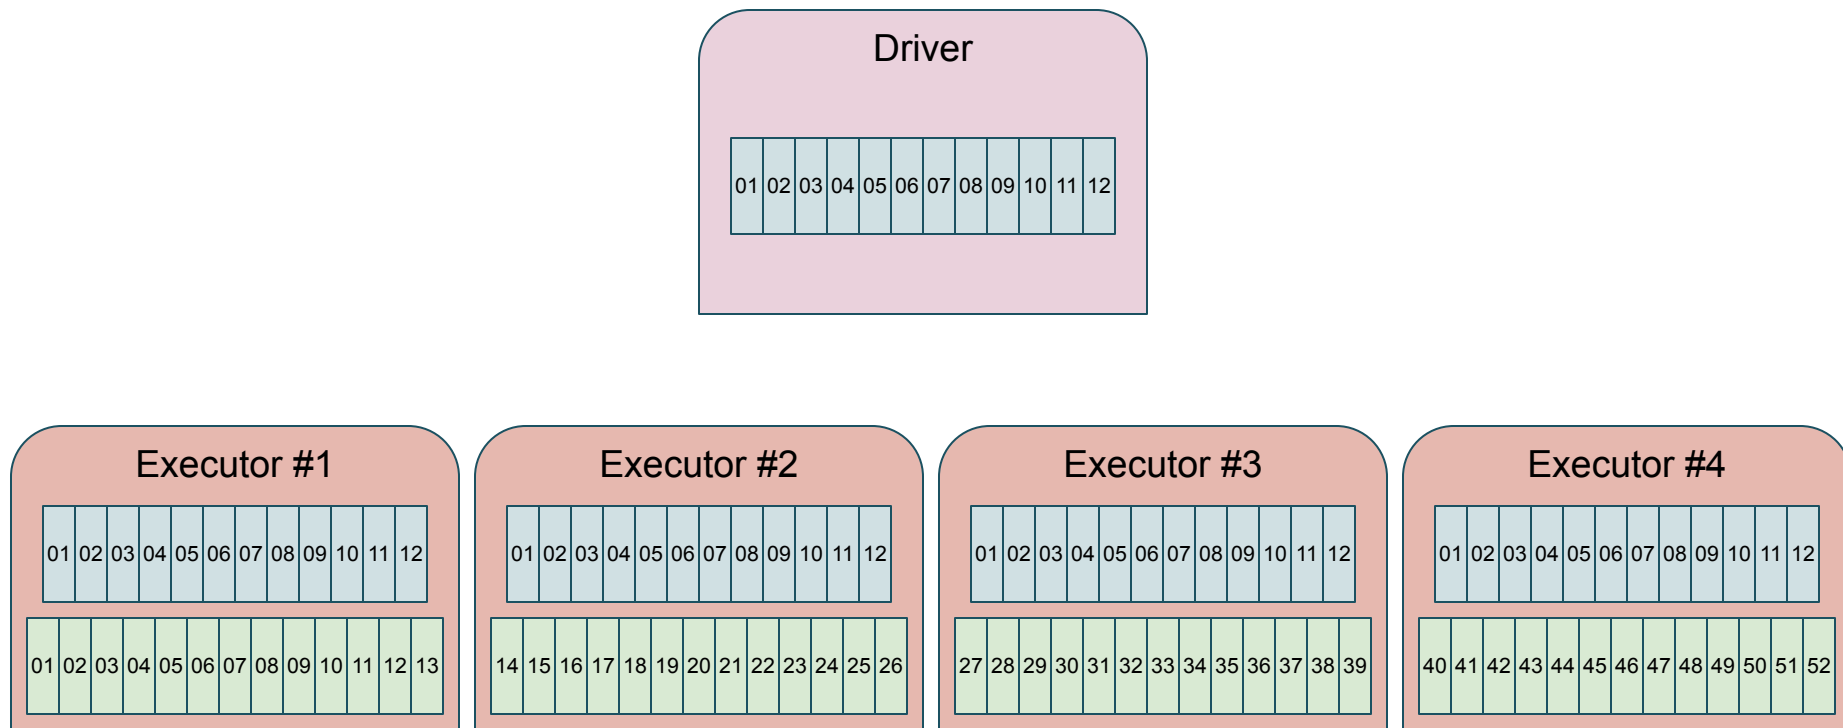 Driver
01 02 03 04 05 06 07 08 09 10 11 12
Executor #1
01 02 03 04 05 06 07 08 09 10 11 12
01 02 03 04 05 06 07 08 09 10 11 12 13
Executor #2
01 02 03 04 05 06 07 08 09 10 11 12
14 15 16 17 18 19 20 21 22 23 24 25 26
Executor #3
01 02 03 04 05 06 07 08 09 10 11 12
27 28 29 30 31 32 33 34 35 36 37 38 39
Executor #4
01 02 03 04 05 06 07 08 09 10 11 12
40 41 42 43 44 45 46 47 48 49 50 51 52